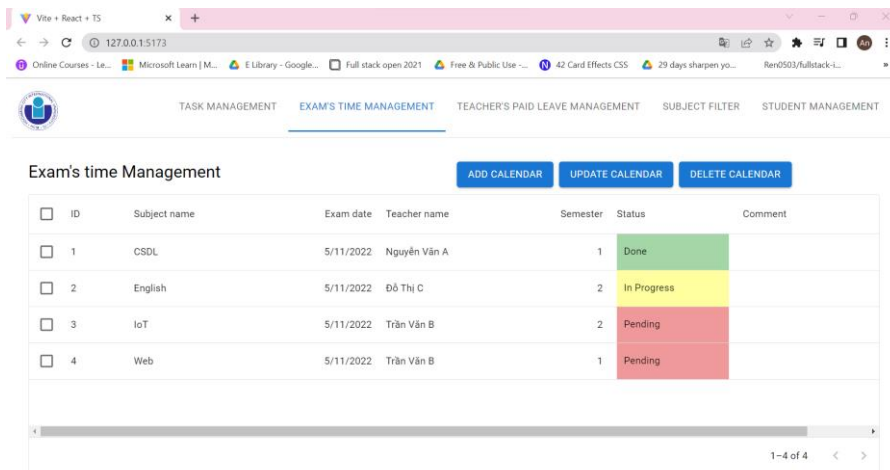 Vite + React + TS
127.0.0.1:5173
Online Courses - Le... Microsoft Learn | M... E Library - Google... Full stack open 2021 Free & Public Use -... 42 Card Effects CSS 29 days sharpen yo... Ren0503/fullstack-i...
TASK MANAGEMENT EXAM'S TIME MANAGEMENT TEACHER'S PAID LEAVE MANAGEMENT SUBJECT FILTER STUDENT MANAGEMENT
Exam's time Management ADD CALENDAR UPDATE CALENDAR DELETE CALENDAR
ID Subject name Exam date Teacher name Semester Status Comment
1 CSDL 5/11/2022 Nguyễn Văn A 1 Done
2 English 5/11/2022 Đỗ Thị C 2 In Progress
3 IoT 5/11/2022 Trần Văn B 2 Pending
4 Web 5/11/2022 Trần Văn B 1 Pending
1–4 of 4